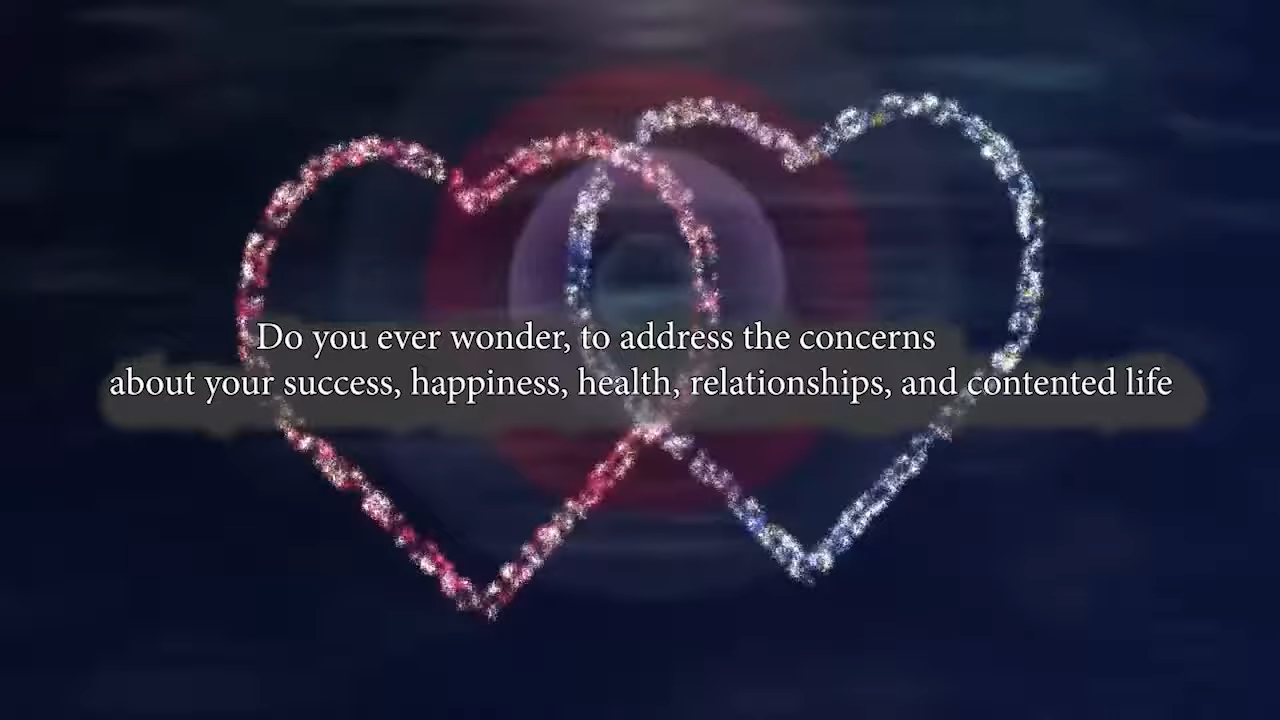 Do you ever wonder, to address the concerns
about your success, happiness, health, relationships, and contented life